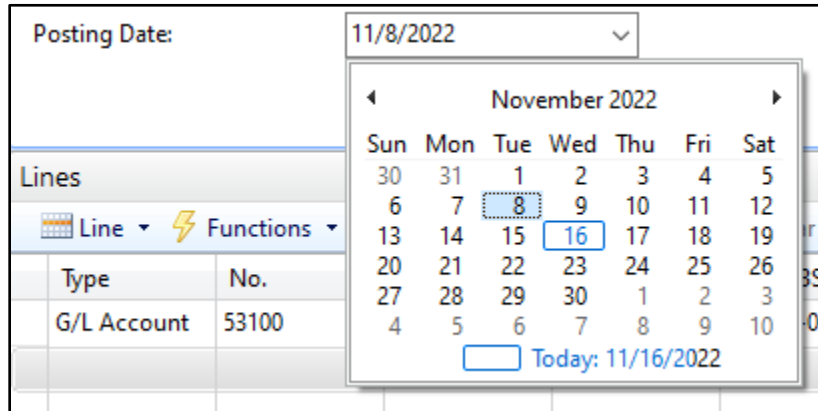 Posting Date: 11/8/2022
November 2022
Sun Mon Tue Wed Thu Fri Sat
30 31 1 2 3 4 5
6 7 8 9 10 11 12
13 14 15 16 17 18 19
20 21 22 23 24 25 26
27 28 29 30 1 2 3
4 5 6 7 8 9 10
Today: 11/16/2022
Lines
Line Functions
Type No.
G/L Account 53100